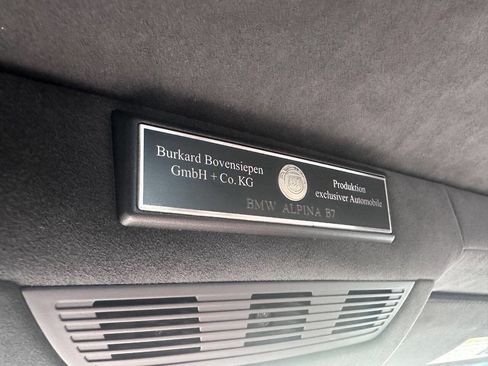 Burkard Bovensiepen
GmbH + Co. KG
Produktion
exclusiver Automobile
BMW ALPINA B7